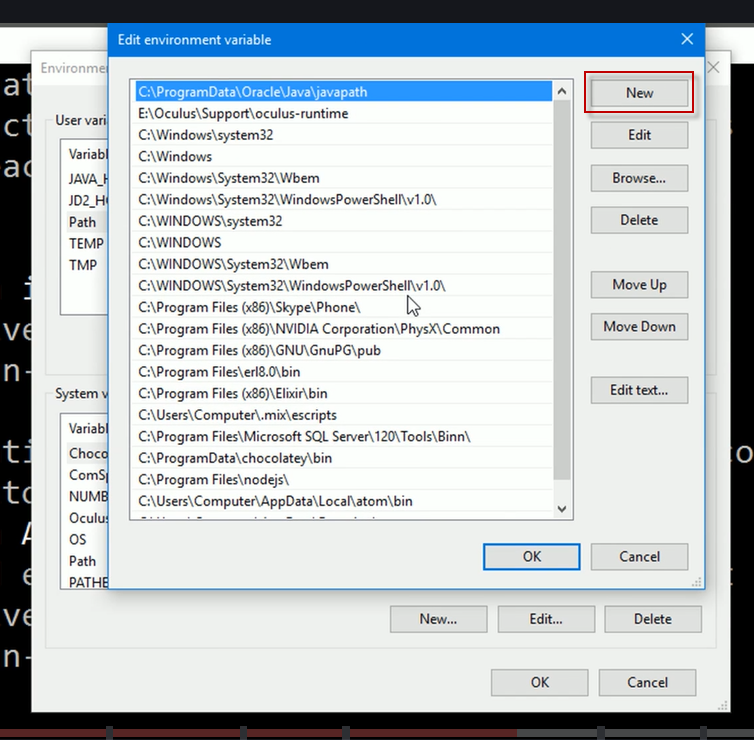 Edit environment variable
Environme
C:\ProgramData\Oracle\Java\javapath
E:\Oculus\Support\oculus-runtime
C:\Windows\system32
C:\Windows
C:\Windows\System32\Wbem
C:\Windows\System32\WindowsPowerShell\v1.0\
C:\WINDOWS\system32
C:\WINDOWS
C:\WINDOWS\System32\Wbem
C:\WINDOWS\System32\WindowsPowerShell\v1.0\
C:\Program Files (x86)\Skype\Phone\
C:\Program Files (x86)\NVIDIA Corporation\PhysX\Common
C:\Program Files (x86)\GNU\GnuPG\pub
C:\Program Files\erl8.0\bin
C:\Program Files (x86)\Elixir\bin
C:\Users\Computer\.mix\escripts
C:\Program Files\Microsoft SQL Server\120\Tools\Binn\
C:\ProgramData\chocolatey\bin
C:\Program Files\nodejs\
C:\Users\Computer\AppData\Local\atom\bin
New
Edit
Browse...
Delete
Move Up
Move Down
Edit text...
OK
Cancel
User vari
Variabl
JAVA_H
JD2_HO
Path
TEMP
TMP
System v
Variabl
Choco
ComSp
NUMB
Oculus
OS
Path
PATHE
New...
Edit...
Delete
OK
Cancel